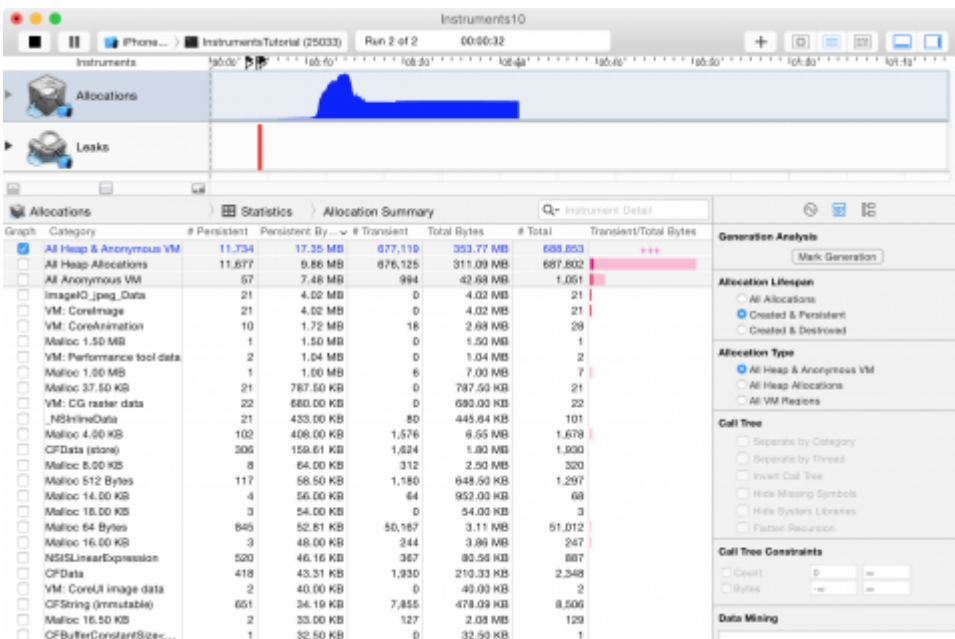 Instruments10
iPhone... InstrumentsTutorial (25033) Run 2 of 2 00:00:32
Instruments
Allocations
Leaks
Allocations Statistics Allocation Summary Instrument Detail
Graph Category # Persistent Persistent By... # Transient Total Bytes # Total Transient/Total Bytes
All Heap & Anonymous VM 11,734 17.35 MB 677,119 353.77 MB 688,853 +++
All Heap Allocations 11,677 9.86 MB 676,125 311.09 MB 687,802
All Anonymous VM 57 7.48 MB 994 42.68 MB 1,051
ImageIO_jpeg_Data 21 4.02 MB 0 4.02 MB 21
VM: CoreImage 21 4.02 MB 0 4.02 MB 21
VM: CoreAnimation 10 1.72 MB 18 2.68 MB 28
Malloc 1.50 MB 1 1.50 MB 0 1.50 MB 1
VM: Performance tool data 2 1.04 MB 0 1.04 MB 2
Malloc 1.00 MB 1 1.00 MB 6 7.00 MB 7
Malloc 37.50 KB 21 787.50 KB 0 787.50 KB 21
VM: CG raster data 22 680.00 KB 0 680.00 KB 22
_NSInlineData 21 433.00 KB 80 445.64 KB 101
Malloc 4.00 KB 102 408.00 KB 1,576 6.55 MB 1,678
CFData (store) 306 159.61 KB 1,624 1.80 MB 1,930
Malloc 8.00 KB 8 64.00 KB 312 2.50 MB 320
Malloc 512 Bytes 117 58.50 KB 1,180 648.50 KB 1,297
Malloc 14.00 KB 4 56.00 KB 64 952.00 KB 68
Malloc 18.00 KB 3 54.00 KB 0 54.00 KB 3
Malloc 64 Bytes 845 52.81 KB 50,167 3.11 MB 51,012
Malloc 16.00 KB 3 48.00 KB 244 3.86 MB 247
NSISLinearExpression 520 46.16 KB 367 80.56 KB 887
CFData 418 43.31 KB 1,930 210.33 KB 2,348
VM: CoreUI image data 2 40.00 KB 0 40.00 KB 2
CFString (immutable) 651 34.19 KB 7,855 478.09 KB 8,506
Malloc 16.50 KB 2 33.00 KB 127 2.08 MB 129
CFBufferConstantSize<... 1 32.50 KB 1 32.50 KB 1
Generation Analysis
Mark Generation
Allocation Lifespan
All Allocations
Created & Persistent
Created & Destroyed
Allocation Type
All Heap & Anonymous VM
All Heap Allocations
All VM Regions
Call Tree
Separate by Category
Separate by Thread
Invert Call Tree
Hide Missing Symbols
Hide System Libraries
Flatten Recursion
Call Tree Constraints
Count 0 ∞
Bytes -∞ ∞
Data Mining